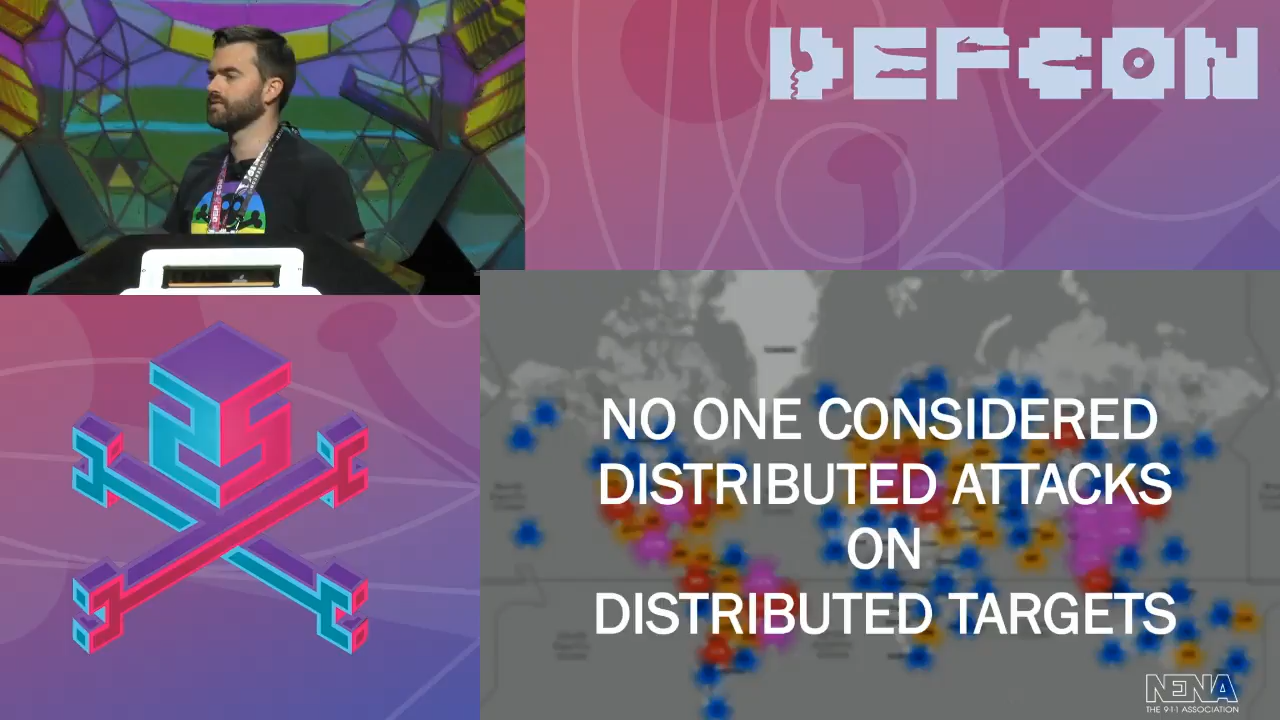 DEFCON
NO ONE CONSIDERED
DISTRIBUTED ATTACKS
ON
DISTRIBUTED TARGETS
NENA
THE 9-1-1 ASSOCIATION